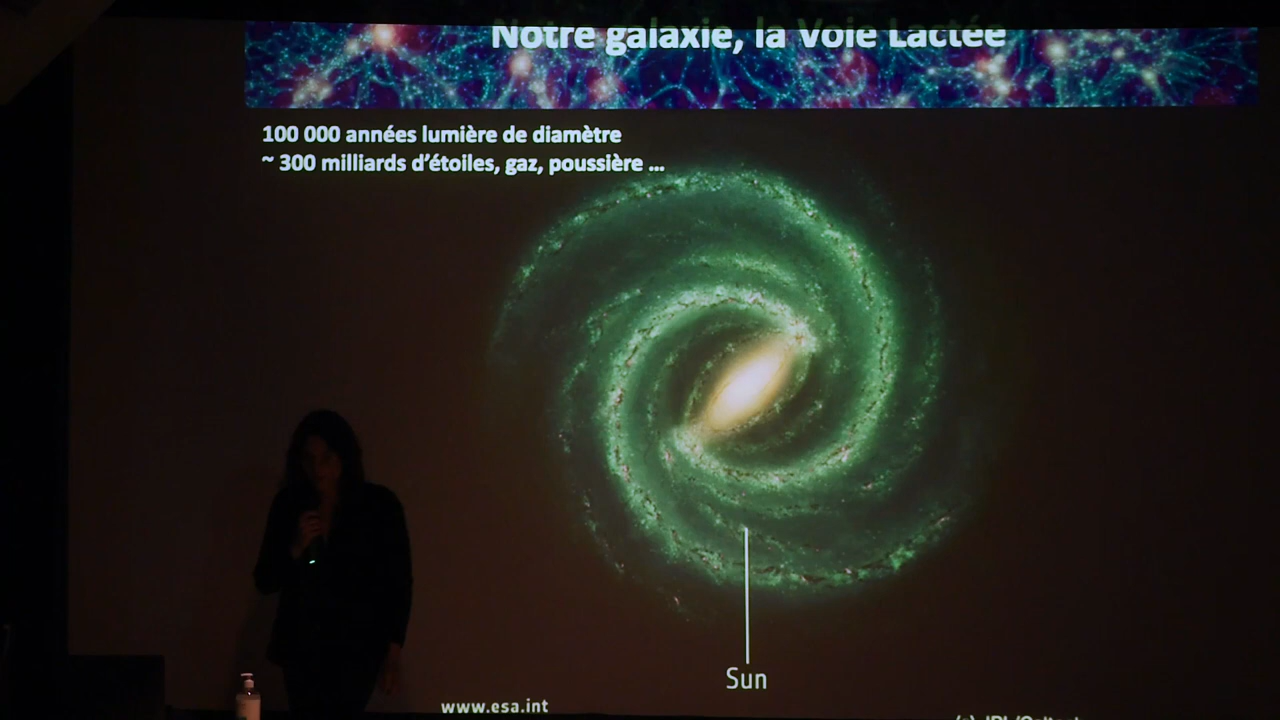 Notre galaxie, la Voie Lactée
100 000 années lumière de diamètre
~ 300 milliards d’étoiles, gaz, poussière ...
Sun
www.esa.int